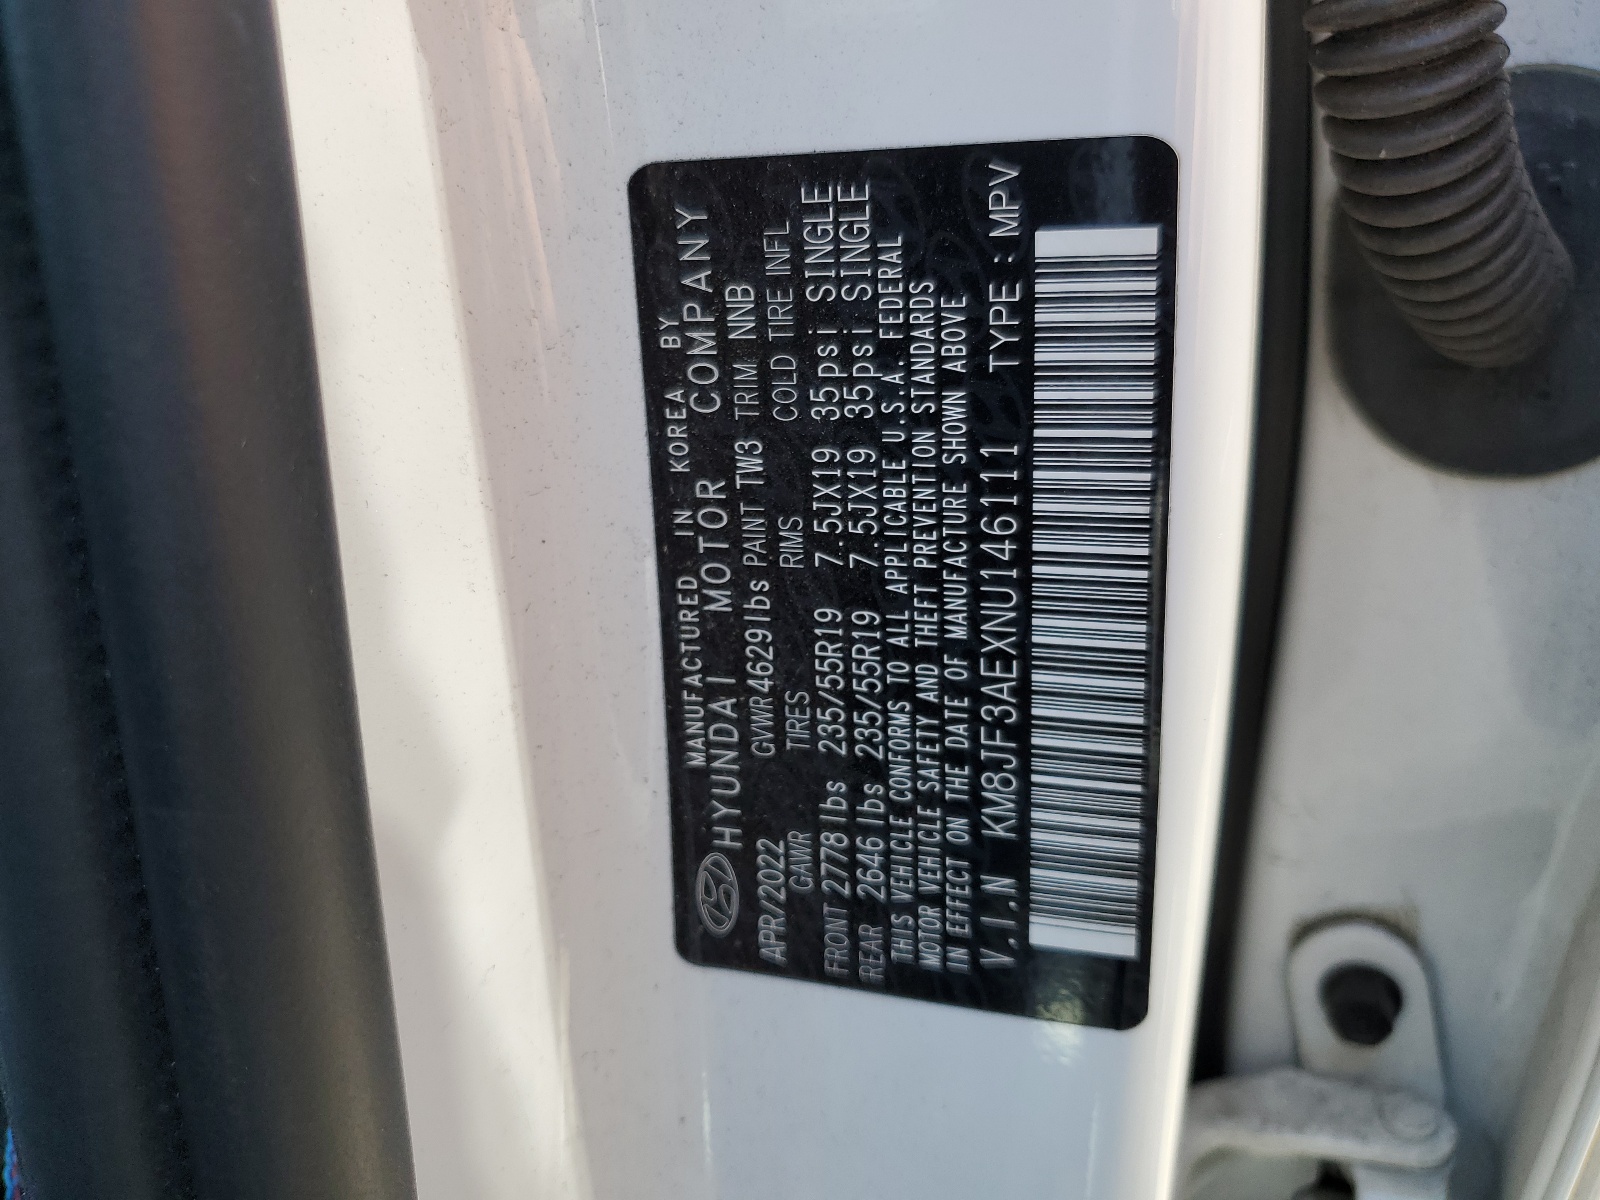 MANUFACTURED IN KOREA BY
HYUNDAI MOTOR COMPANY
APR/2022 GVWR 4629lbs PAINT TW3 TRIM NNB
GAWR TIRES RIMS COLD TIRE INFL
FRONT 2778lbs 235/55R19 7.5JX19 35psi SINGLE
REAR 2646lbs 235/55R19 7.5JX19 35psi SINGLE
THIS VEHICLE CONFORMS TO ALL APPLICABLE U.S.A. FEDERAL
MOTOR VEHICLE SAFETY AND THEFT PREVENTION STANDARDS
IN EFFECT ON THE DATE OF MANUFACTURE SHOWN ABOVE
V.I.N KM8JF3AEXNU146111 TYPE : MPV